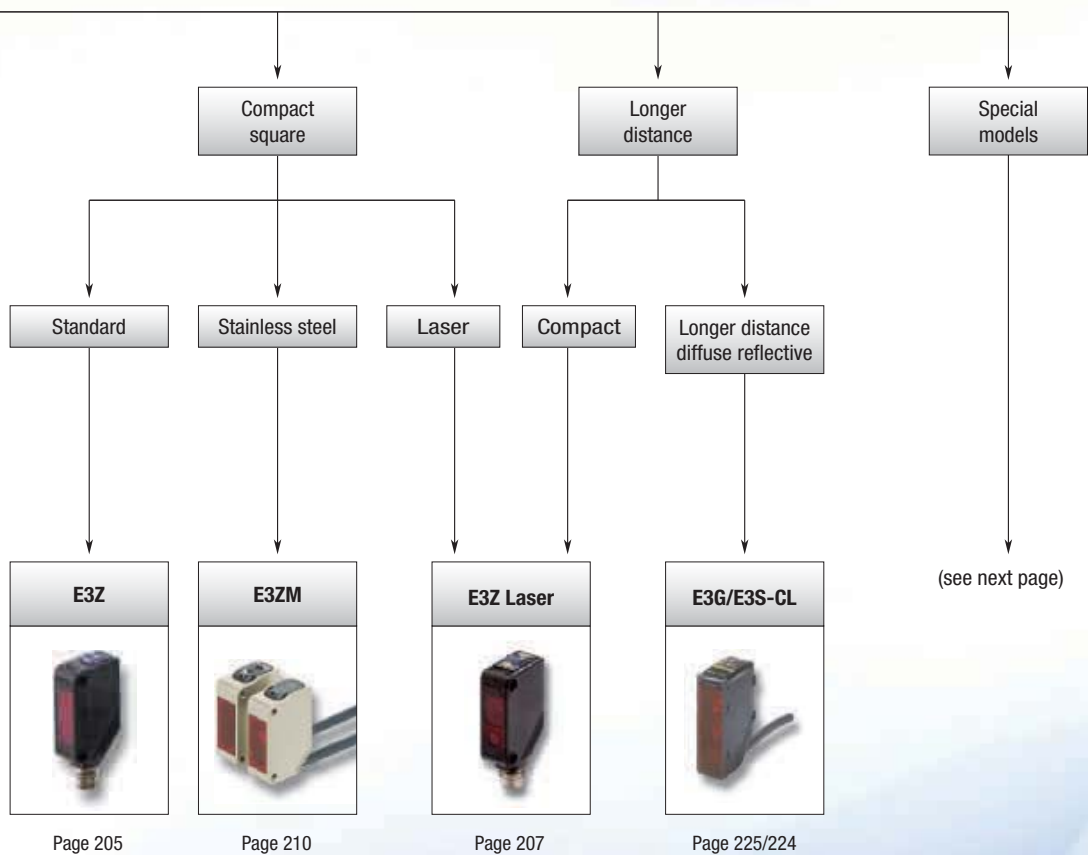 Compact
square
Longer
distance
Special
models
Standard
Stainless steel
Laser
Compact
Longer distance
diffuse reflective
E3Z
E3ZM
E3Z Laser
E3G/E3S-CL
(see next page)
Page 205
Page 210
Page 207
Page 225/224